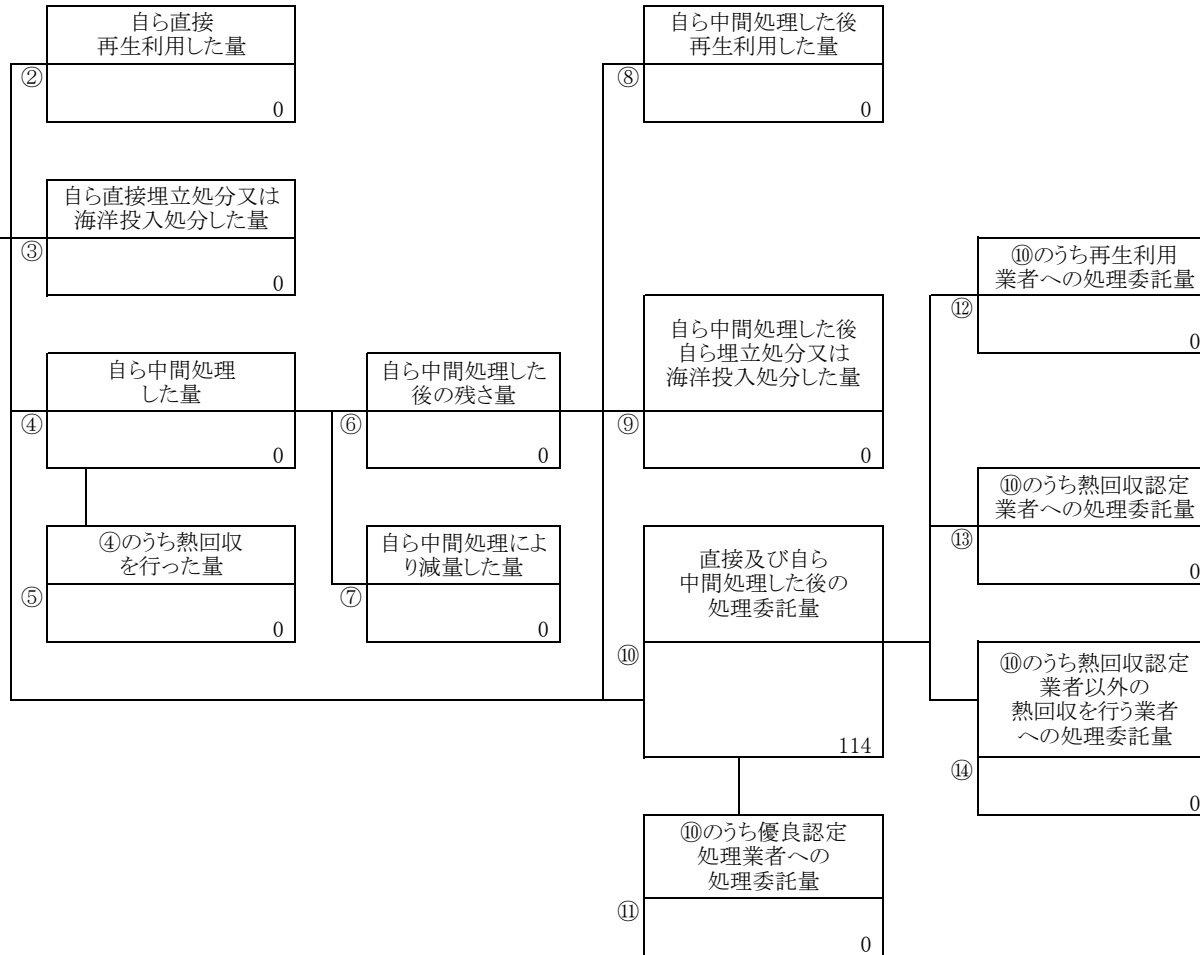 自ら直接
再生利用した量
②
0
自ら中間処理した後
再生利用した量
⑧
0
自ら直接埋立処分又は
海洋投入処分した量
③
0
⑩のうち再生利用
業者への処理委託量
⑫
0
自ら中間処理
した量
④
0
自ら中間処理した
後の残さ量
⑥
0
自ら中間処理した後
自ら埋立処分又は
海洋投入処分した量
⑨
0
⑩のうち熱回収認定
業者への処理委託量
⑬
0
④のうち熱回収
を行った量
⑤
0
自ら中間処理によ
り減量した量
⑦
0
直接及び自ら
中間処理した後の
処理委託量
⑩
114
⑩のうち熱回収認定
業者以外の
熱回収を行う業者
への処理委託量
⑭
0
⑩のうち優良認定
処理業者への
処理委託量
⑪
0